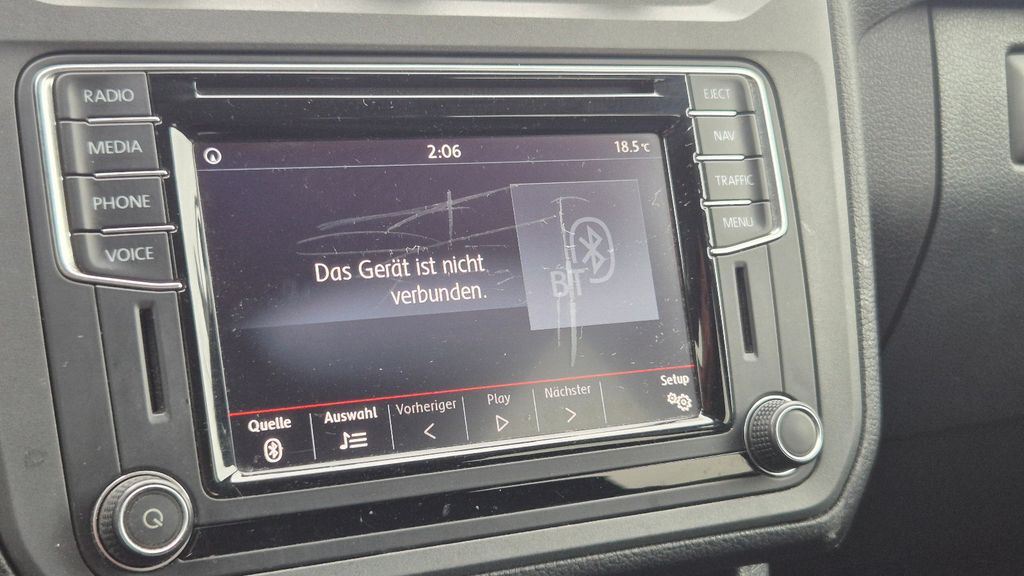 RADIO
MEDIA
PHONE
VOICE
EJECT
NAV
TRAFFIC
MENU
2:06
18.5°C
Das Gerät ist nicht
verbunden.
BT
Quelle
Auswahl
Vorheriger
Play
Nächster
Setup